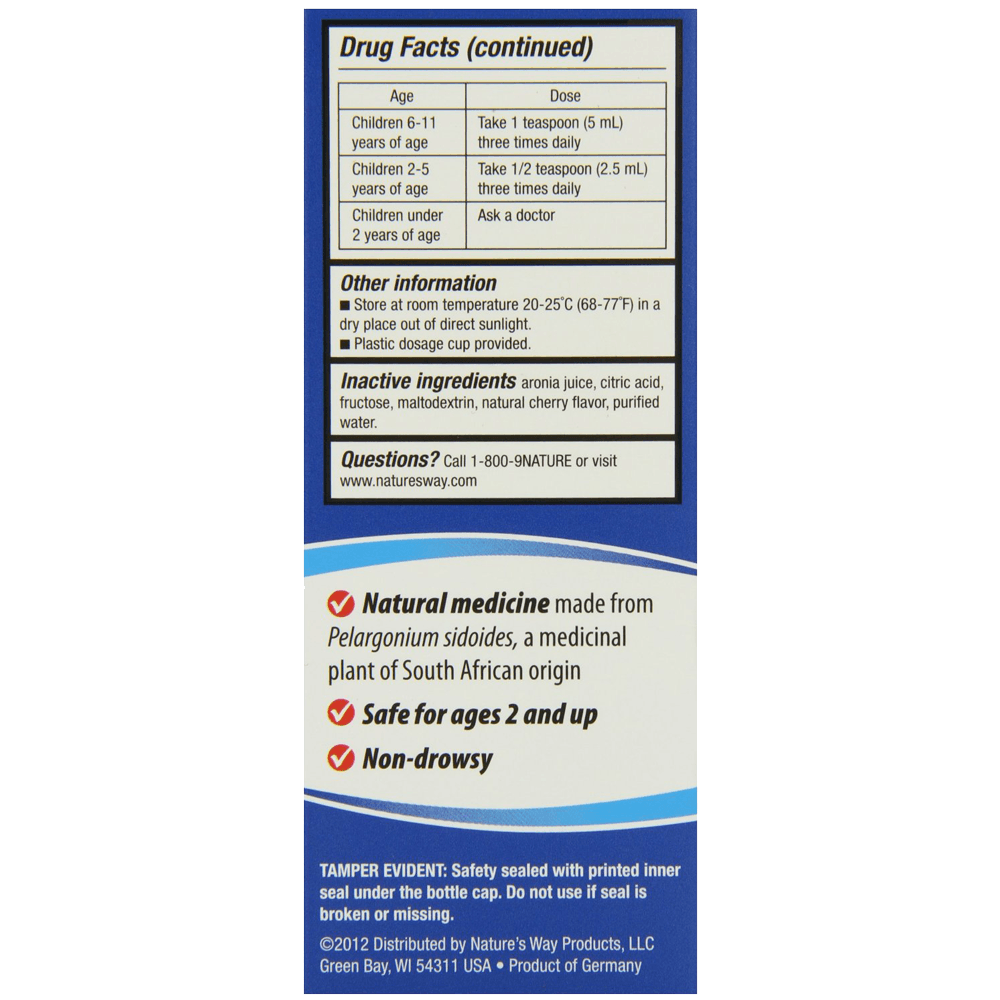 Drug Facts (continued)
Age Dose
Children 6-11 Take 1 teaspoon (5 mL)
years of age three times daily
Children 2-5 Take 1/2 teaspoon (2.5 mL)
years of age three times daily
Children under Ask a doctor
2 years of age
Other information
■ Store at room temperature 20-25°C (68-77°F) in a
dry place out of direct sunlight.
■ Plastic dosage cup provided.
Inactive ingredients aronia juice, citric acid,
fructose, maltodextrin, natural cherry flavor, purified
water.
Questions? Call 1-800-9NATURE or visit
www.naturesway.com
Natural medicine made from
Pelargonium sidoides, a medicinal
plant of South African origin
Safe for ages 2 and up
Non-drowsy
TAMPER EVIDENT: Safety sealed with printed inner
seal under the bottle cap. Do not use if seal is
broken or missing.
©2012 Distributed by Nature's Way Products, LLC
Green Bay, WI 54311 USA • Product of Germany